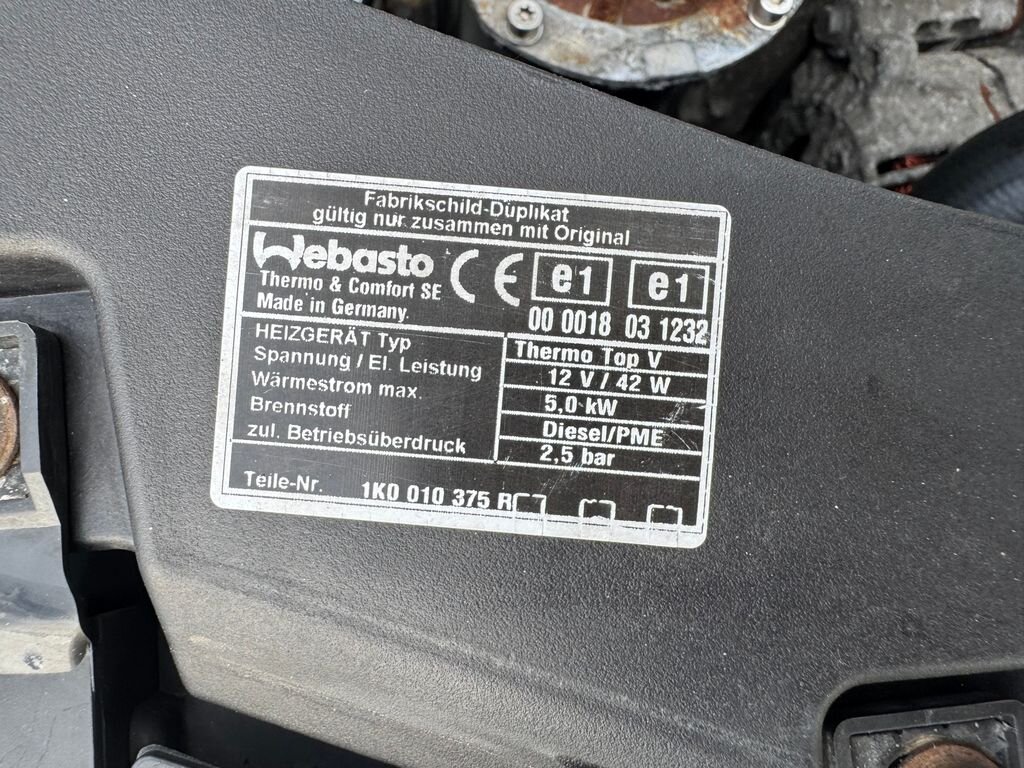 Fabrikschild-Duplikat
gültig nur zusammen mit Original
Webasto
Thermo & Comfort SE
Made in Germany.
CE e1 e1
00 0018 03 1232
HEIZGERÄT Typ Thermo Top V
Spannung / El. Leistung 12 V / 42 W
Wärmestrom max. 5,0 kW
Brennstoff Diesel/PME
zul. Betriebsüberdruck 2,5 bar
Teile-Nr. 1K0 010 375 R